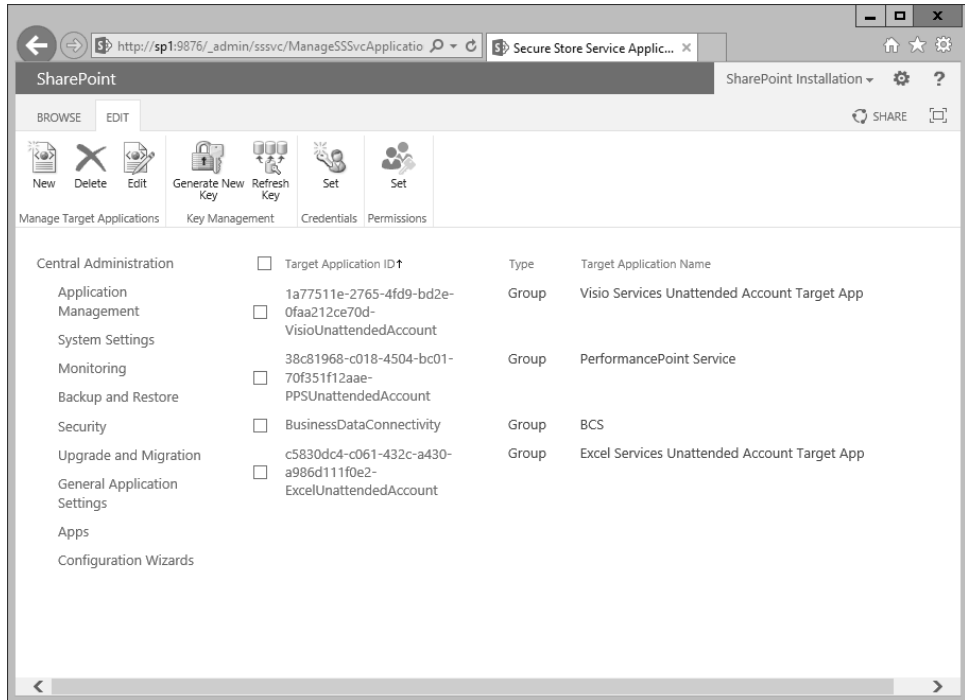 http://sp1:9876/_admin/sssvc/ManageSSSvcApplicatio
Secure Store Service Applic...
SharePoint
SharePoint Installation
?
BROWSE
EDIT
SHARE
New
Delete
Edit
Generate New Key
Refresh Key
Set
Set
Manage Target Applications
Key Management
Credentials
Permissions
Central Administration
Application
Management
System Settings
Monitoring
Backup and Restore
Security
Upgrade and Migration
General Application
Settings
Apps
Configuration Wizards
Target Application ID↑ Type Target Application Name
1a77511e-2765-4fd9-bd2e- Group Visio Services Unattended Account Target App
0faa212ce70d-
VisioUnattendedAccount
38c81968-c018-4504-bc01- Group PerformancePoint Service
70f351f12aae-
PPSUnattendedAccount
BusinessDataConnectivity Group BCS
c5830dc4-c061-432c-a430- Group Excel Services Unattended Account Target App
a986d111f0e2-
ExcelUnattendedAccount